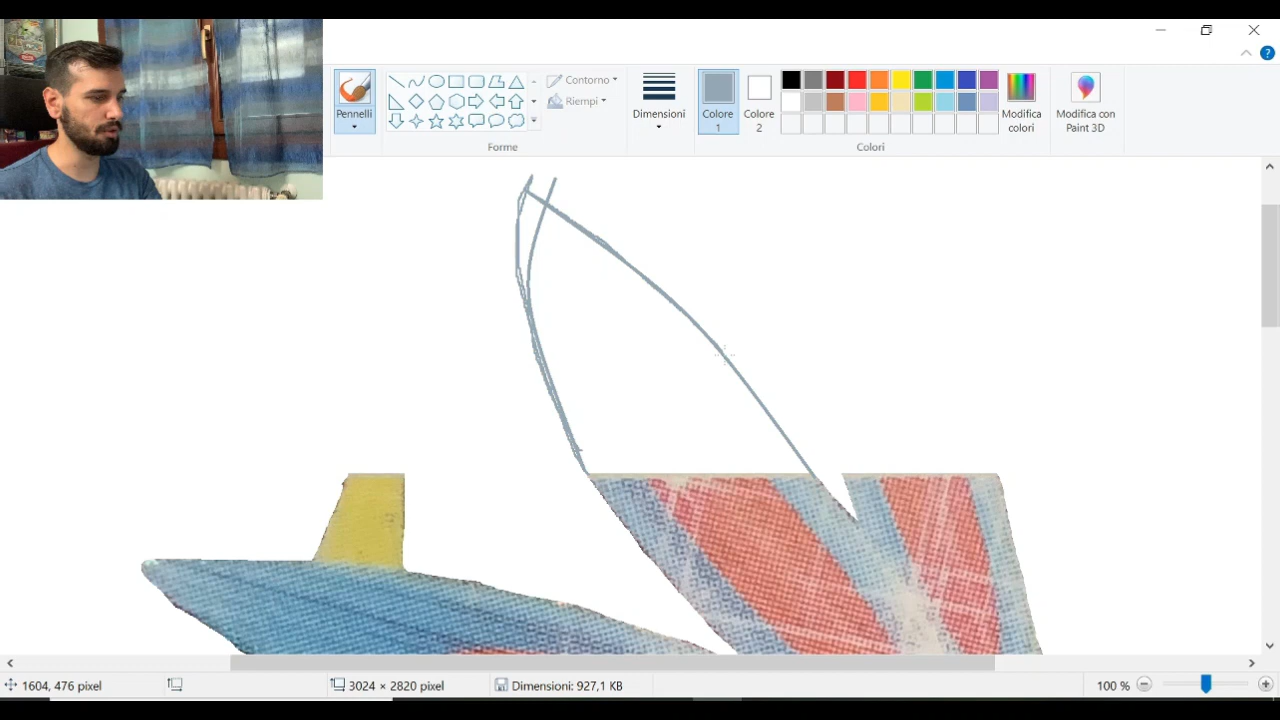 Pennelli
Contorno
Riempi
Forme
Dimensioni
Colore
1
Colore
2
Modifica
colori
Colori
Modifica con
Paint 3D
1604, 476 pixel
3024 × 2820 pixel
Dimensioni: 927,1 KB
100 %